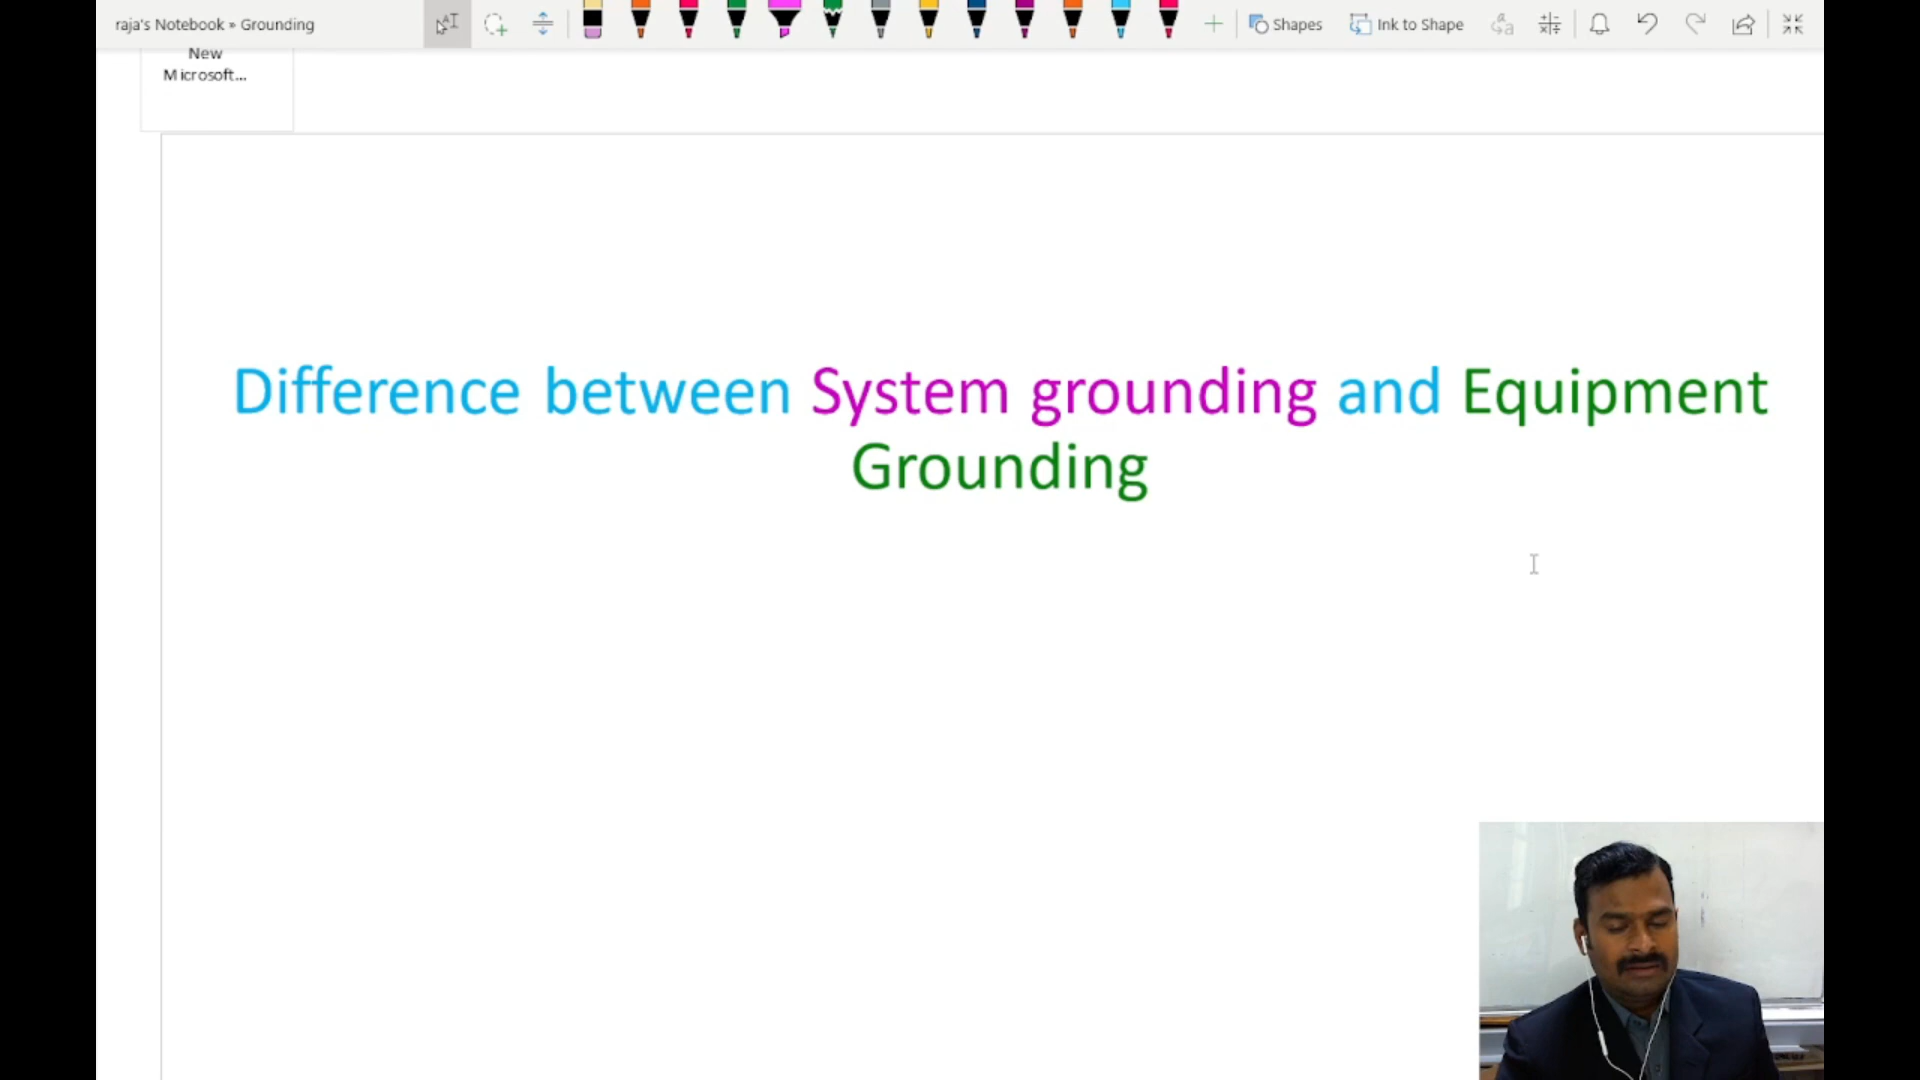 raja's Notebook » Grounding
Shapes
Ink to Shape
New
Microsoft...
Difference between System grounding and Equipment
Grounding